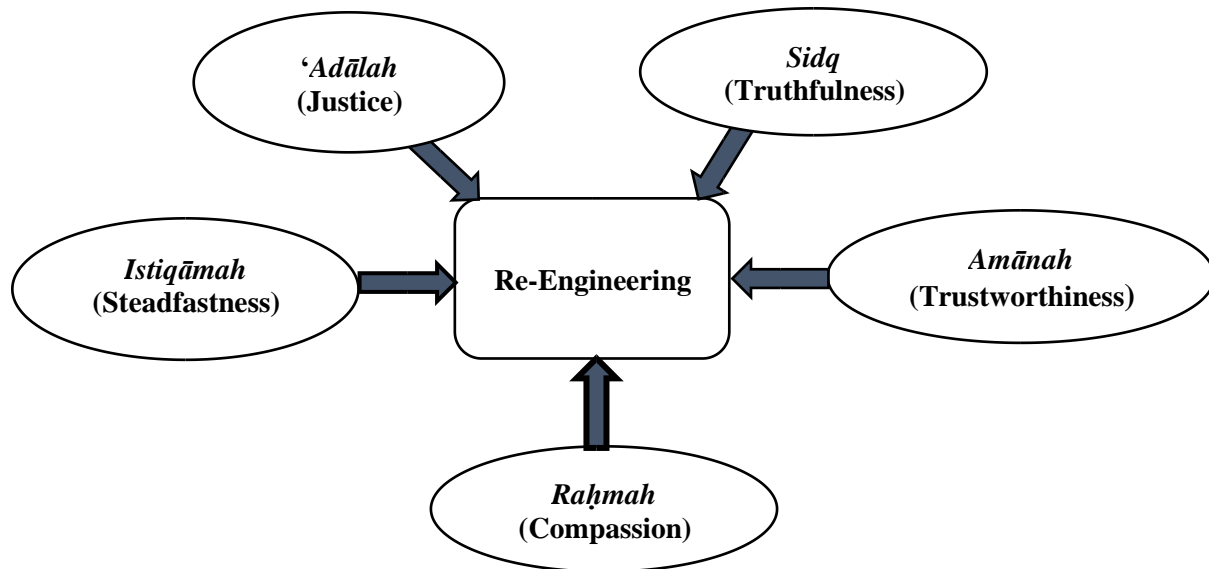 ‘Adālah
(Justice)
Sidq
(Truthfulness)
Istiqāmah
(Steadfastness)
Re-Engineering
Amānah
(Trustworthiness)
Raḥmah
(Compassion)